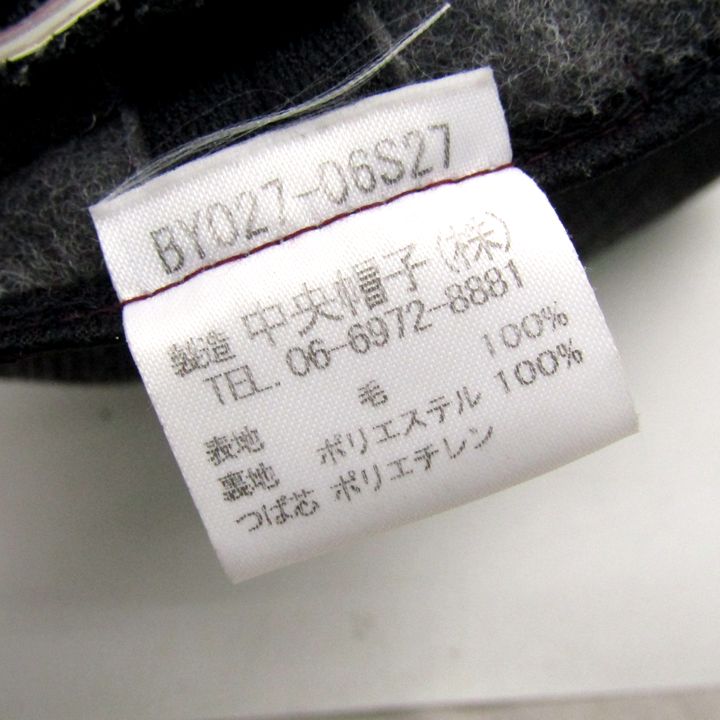 BY027-06S27
製造 中央帽子(株)
TEL. 06-6972-8881
表地 毛 100%
裏地 ポリエステル 100%
つば芯 ポリエチレン